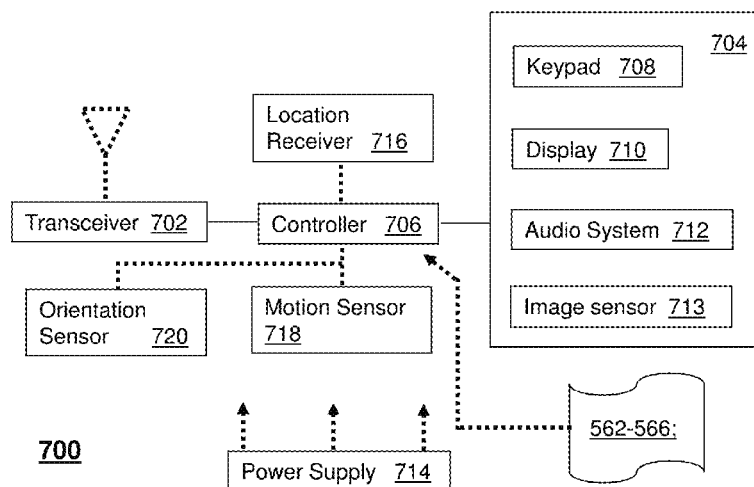 704
Keypad 708
Location
Receiver 716
Display 710
Transceiver 702
Controller 706
Audio System 712
Orientation
Sensor 720
Motion Sensor
718
Image sensor 713
562-566;
700
Power Supply 714